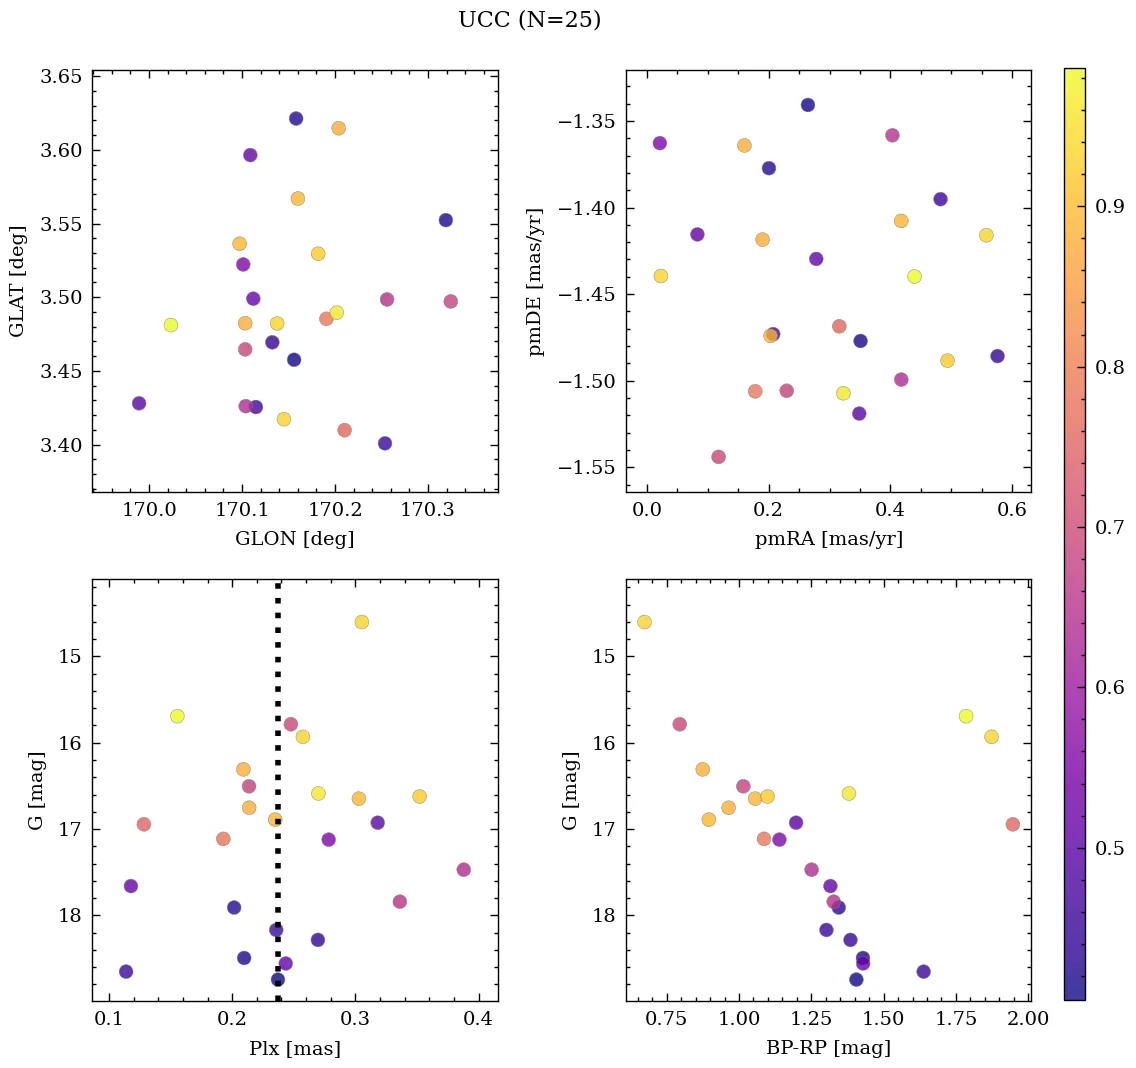 UCC (N=25)
3.65
3.60
3.55
3.50
3.45
3.40
GLAT [deg]
170.0 170.1 170.2 170.3
GLON [deg]
−1.35
−1.40
−1.45
−1.50
−1.55
pmDE [mas/yr]
0.0 0.2 0.4 0.6
pmRA [mas/yr]
15
16
17
18
G [mag]
0.1 0.2 0.3 0.4
Plx [mas]
15
16
17
18
G [mag]
0.75 1.00 1.25 1.50 1.75 2.00
BP-RP [mag]
0.9
0.8
0.7
0.6
0.5